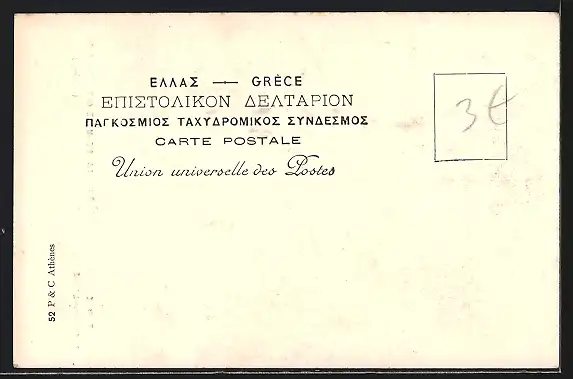 ΕΛΛΑΣ — GRÈCE
ΕΠΙΣΤΟΛΙΚΟΝ ΔΕΛΤΑΡΙΟΝ
ΠΑΓΚΟΣΜΙΟΣ ΤΑΧΥΔΡΟΜΙΚΟΣ ΣΥΝΔΕΣΜΟΣ
CARTE POSTALE
Union universelle des Postes
3€
52 P & C Athènes